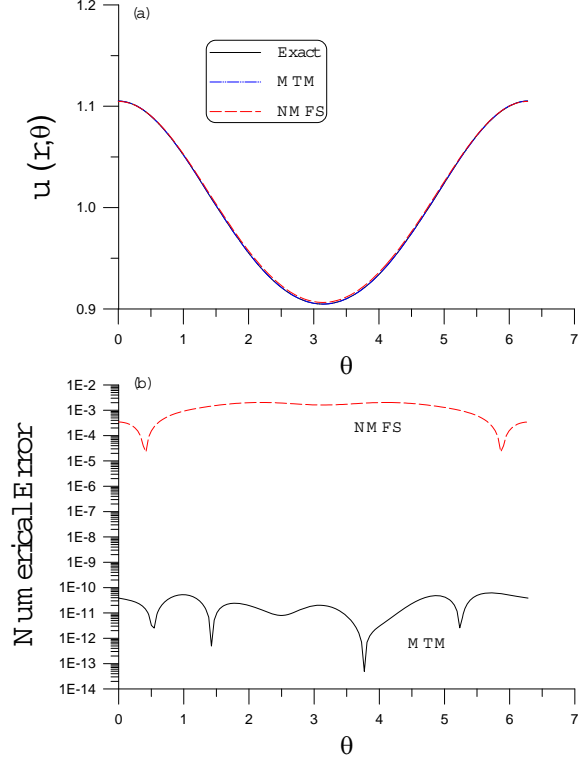 (a)
1.2
1.1
1.0
0.9
u (r,θ)
Exact
MTM
NMFS
0 1 2 3 4 5 6 7
θ
(b)
1E-2
1E-3
1E-4
1E-5
1E-6
1E-7
1E-8
1E-9
1E-10
1E-11
1E-12
1E-13
1E-14
Numerical Error
NMFS
MTM
0 1 2 3 4 5 6 7
θ